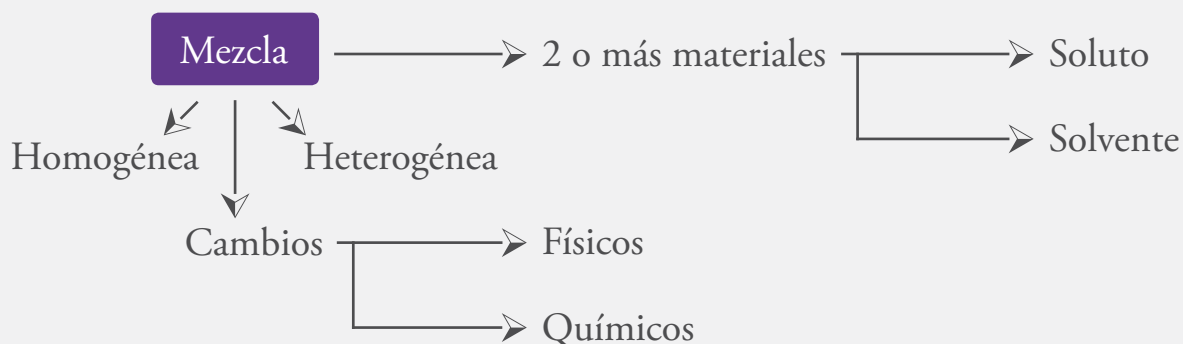 Mezcla
2 o más materiales
Soluto
Solvente
Homogénea
Heterogénea
Cambios
Físicos
Químicos